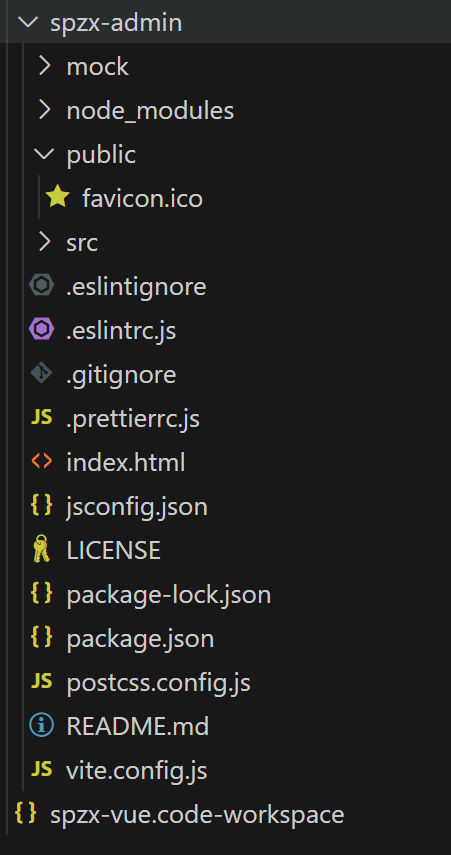 spzx-admin
mock
node_modules
public
favicon.ico
src
.eslintignore
.eslintrc.js
.gitignore
JS .prettierrc.js
index.html
{} jsconfig.json
LICENSE
{} package-lock.json
{} package.json
JS postcss.config.js
README.md
JS vite.config.js
{} spzx-vue.code-workspace